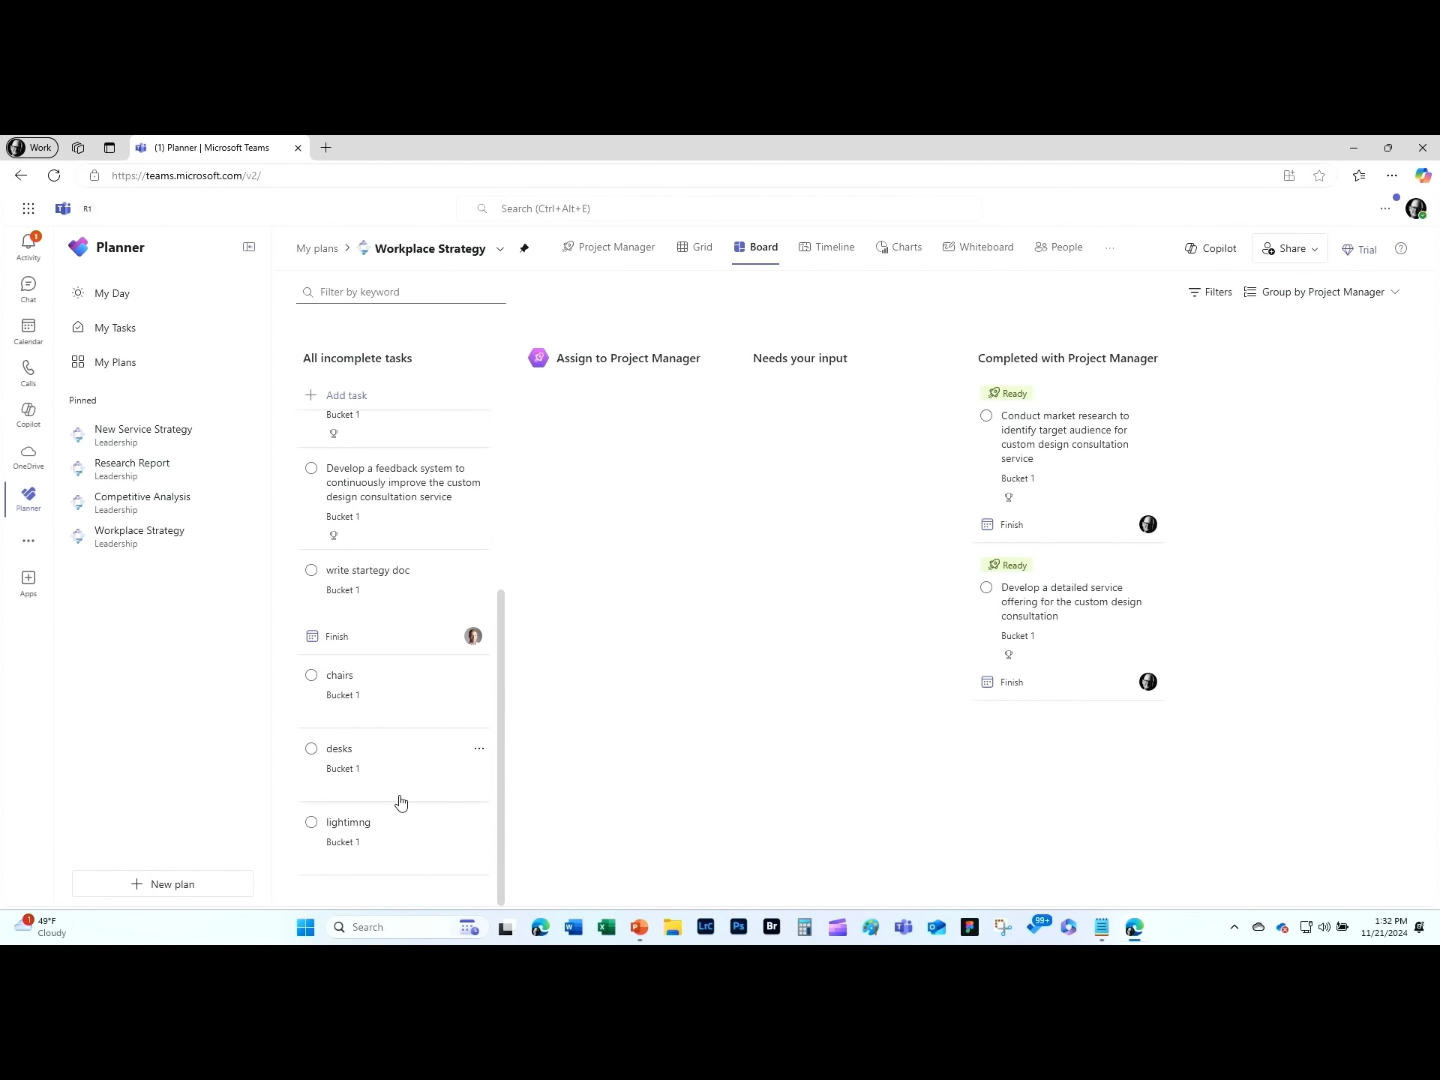 Work
(1) Planner | Microsoft Teams
https://teams.microsoft.com/v2/
R1
Search (Ctrl+Alt+E)
1
Activity
Chat
Calendar
Calls
Copilot
OneDrive
Planner
Apps
Planner
My Day
My Tasks
My Plans
Pinned
New Service Strategy
Leadership
Research Report
Leadership
Competitive Analysis
Leadership
Workplace Strategy
Leadership
New plan
My plans > Workplace Strategy
Project Manager
Grid
Board
Timeline
Charts
Whiteboard
People
Copilot
Share
Trial
Filter by keyword
Filters
Group by Project Manager
All incomplete tasks
Add task
Bucket 1
Develop a feedback system to
continuously improve the custom
design consultation service
Bucket 1
write startegy doc
Bucket 1
Finish
chairs
Bucket 1
desks
Bucket 1
lightimng
Bucket 1
Assign to Project Manager
Needs your input
Completed with Project Manager
Ready
Conduct market research to
identify target audience for
custom design consultation
service
Bucket 1
Finish
Ready
Develop a detailed service
offering for the custom design
consultation
Bucket 1
Finish
1
49°F
Cloudy
Search
LrC
Ps
Br
99+
1:32 PM
11/21/2024